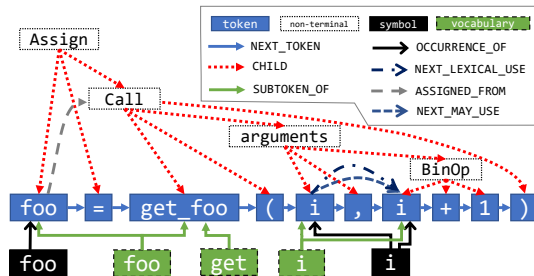 token non-terminal symbol vocabulary
NEXT_TOKEN OCCURRENCE_OF
CHILD NEXT_LEXICAL_USE
SUBTOKEN_OF ASSIGNED_FROM
NEXT_MAY_USE
Assign
Call
arguments
BinOp
foo = get_foo ( i , i + 1 )
foo foo get i i